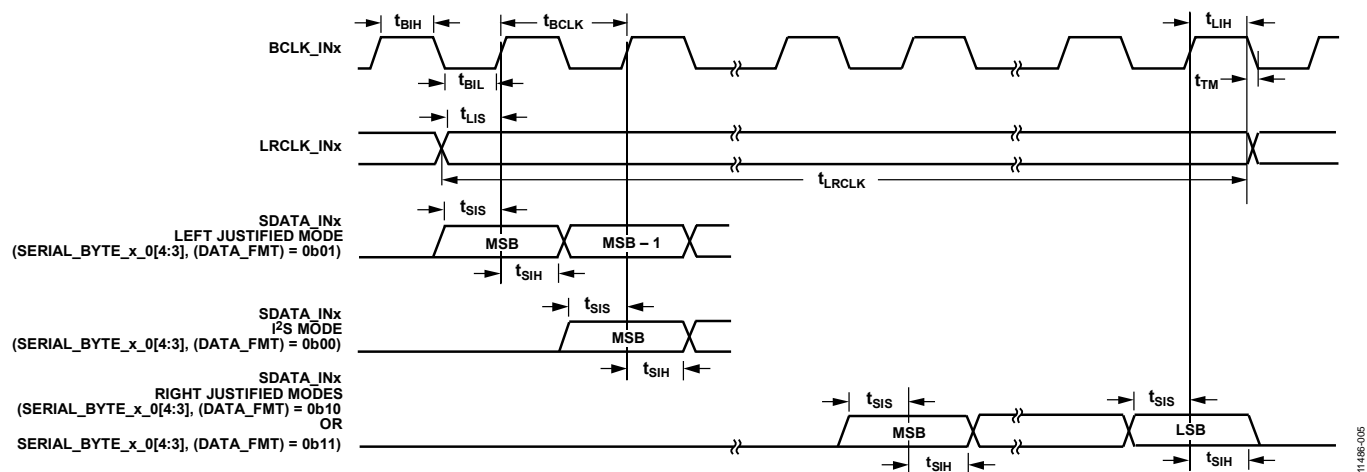 tBIH
tBCLK
tLIH
BCLK_INx
tBIL
tTM
tLIS
LRCLK_INx
tLRCLK
SDATA_INx
LEFT JUSTIFIED MODE
(SERIAL_BYTE_x_0[4:3], (DATA_FMT) = 0b01)
tSIS
MSB
MSB – 1
tSIH
SDATA_INx
I2S MODE
(SERIAL_BYTE_x_0[4:3], (DATA_FMT) = 0b00)
tSIS
MSB
tSIH
SDATA_INx
RIGHT JUSTIFIED MODES
(SERIAL_BYTE_x_0[4:3], (DATA_FMT) = 0b10
OR
SERIAL_BYTE_x_0[4:3], (DATA_FMT) = 0b11)
tSIS
tSIS
MSB
LSB
tSIH
tSIH
11486-005